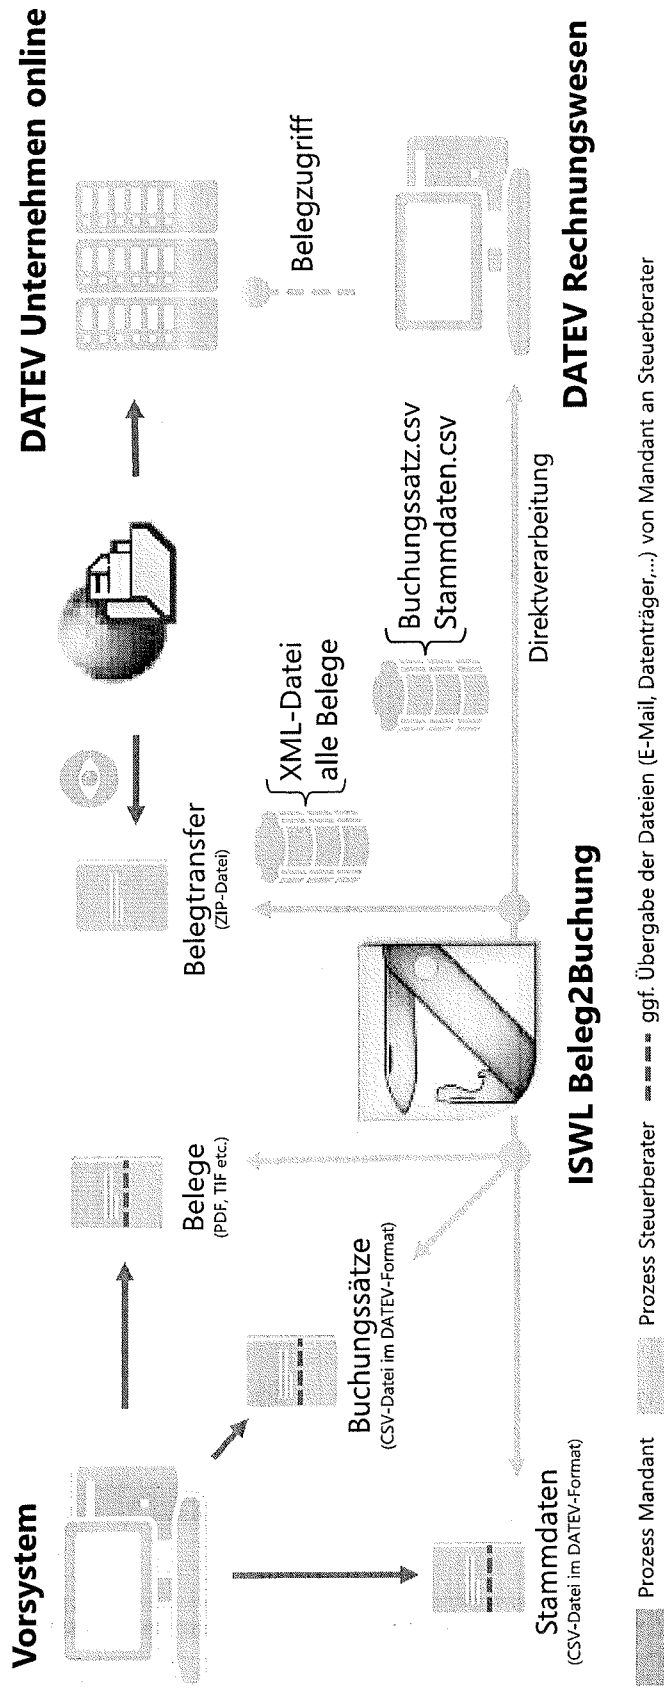 Vorsystem
DATEV Unternehmen online
Belege
(PDF, TIF etc.)
Belegtransfer
(ZIP-Datei)
Belegzugriff
XML-Datei
alle Belege
Buchungssätze
(CSV-Datei im DATEV-Format)
Buchungssatz.csv
Stammdaten.csv
Stammdaten
(CSV-Datei im DATEV-Format)
Direktverarbeitung
ISWL Beleg2Buchung
DATEV Rechnungswesen
Prozess Mandant
Prozess Steuerberater
ggf. Übergabe der Dateien (E-Mail, Datenträger,...) von Mandant an Steuerberater